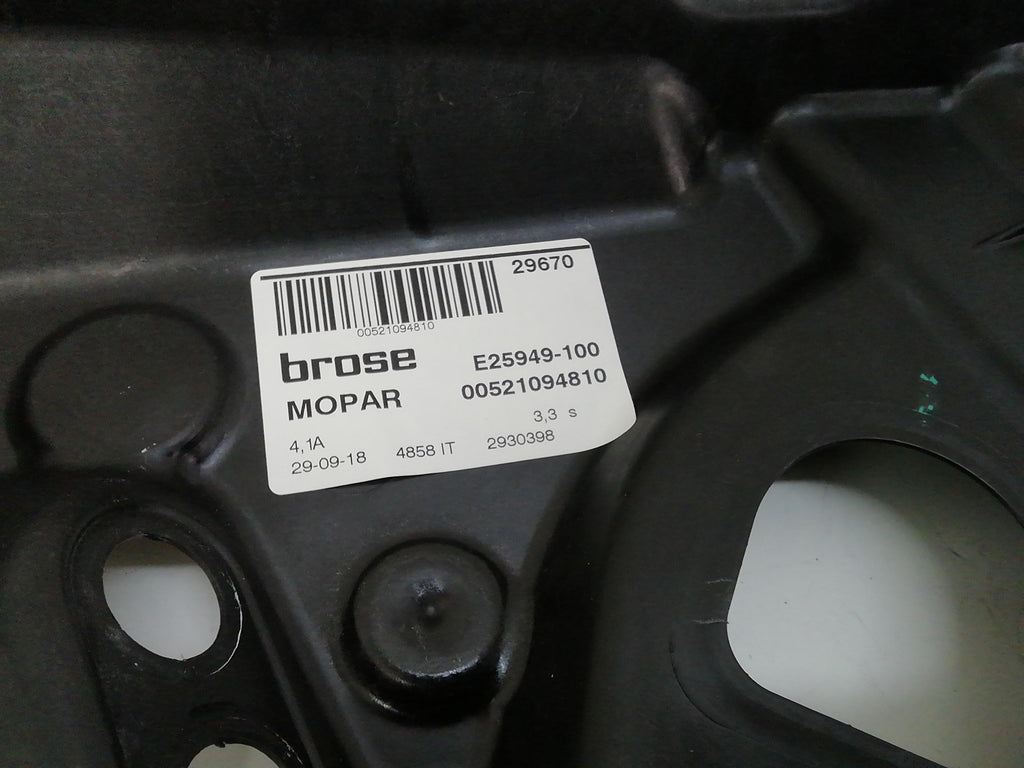 29670
00521094810
brose
E25949-100
MOPAR
00521094810
4,1A
3,3 s
29-09-18
4858 IT
2930398